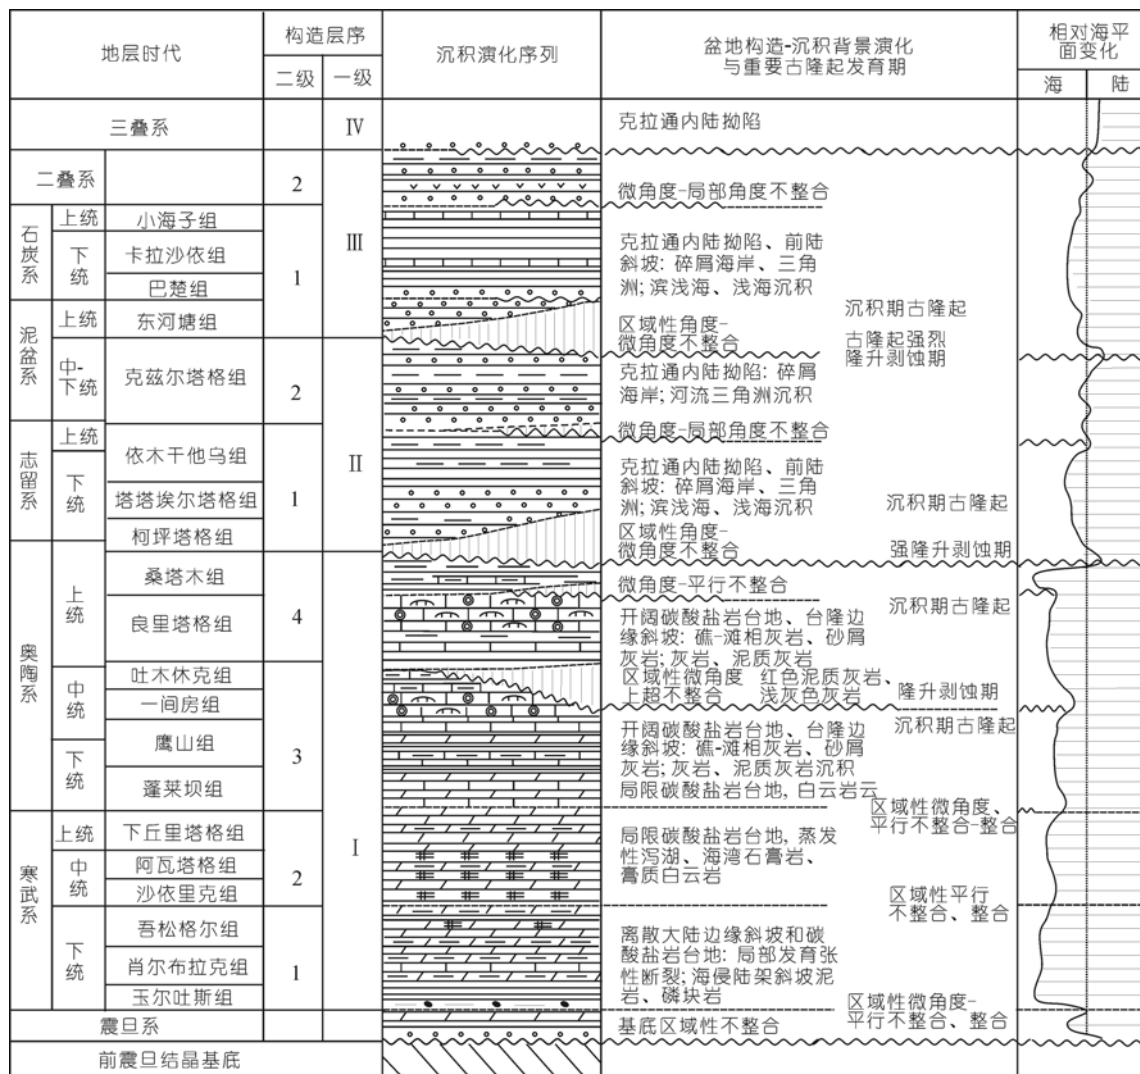 地层时代
构造层序
二级
一级
沉积演化序列
盆地构造-沉积背景演化
与重要古隆起发育期
相对海平
面变化
海
陆
三叠系
IV
克拉通内陆坳陷
二叠系
2
III
微角度-局部角度不整合
石炭系
上统
小海子组
下统
卡拉沙依组
巴楚组
1
克拉通内陆坳陷、前陆
斜坡: 碎屑海岸、三角
洲; 滨浅海、浅海沉积
沉积期古隆起
泥盆系
上统
东河塘组
区域性角度-
微角度不整合
古隆起强烈
隆升剥蚀期
中-
下统
克兹尔塔格组
2
II
克拉通内陆坳陷: 碎屑
海岸; 河流三角洲沉积
志留系
上统
依木干他乌组
微角度-局部角度不整合
下统
塔塔埃尔塔格组
柯坪塔格组
1
克拉通内陆坳陷、前陆
斜坡: 碎屑海岸、三角
洲; 滨浅海、浅海沉积
沉积期古隆起
区域性角度-
微角度不整合
强隆升剥蚀期
奥陶系
上统
桑塔木组
良里塔格组
4
I
微角度-平行不整合
沉积期古隆起
开阔碳酸盐岩台地、台隆边
缘斜坡: 礁-滩相灰岩、砂屑
灰岩; 灰岩、泥质灰岩
中统
吐木休克组
一间房组
区域性微角度 红色泥质灰岩、
上超不整合 浅灰色灰岩
隆升剥蚀期
鹰山组
下统
蓬莱坝组
3
沉积期古隆起
开阔碳酸盐岩台地、台隆边
缘斜坡: 礁-滩相灰岩、砂屑
灰岩; 灰岩、泥质灰岩沉积
局限碳酸盐岩台地, 白云岩云
区域性微角度、
平行不整合-整合
寒武系
上统
下丘里塔格组
中统
阿瓦塔格组
沙依里克组
2
局限碳酸盐岩台地, 蒸发
性泻湖、海湾石膏岩、
膏质白云岩
区域性平行
不整合、整合
下统
吾松格尔组
肖尔布拉克组
玉尔吐斯组
1
离散大陆边缘斜坡和碳
酸盐岩台地: 局部发育张
性断裂; 海侵陆架斜坡泥
岩、磷块岩
区域性微角度-
平行不整合、整合
震旦系
基底区域性不整合
前震旦结晶基底